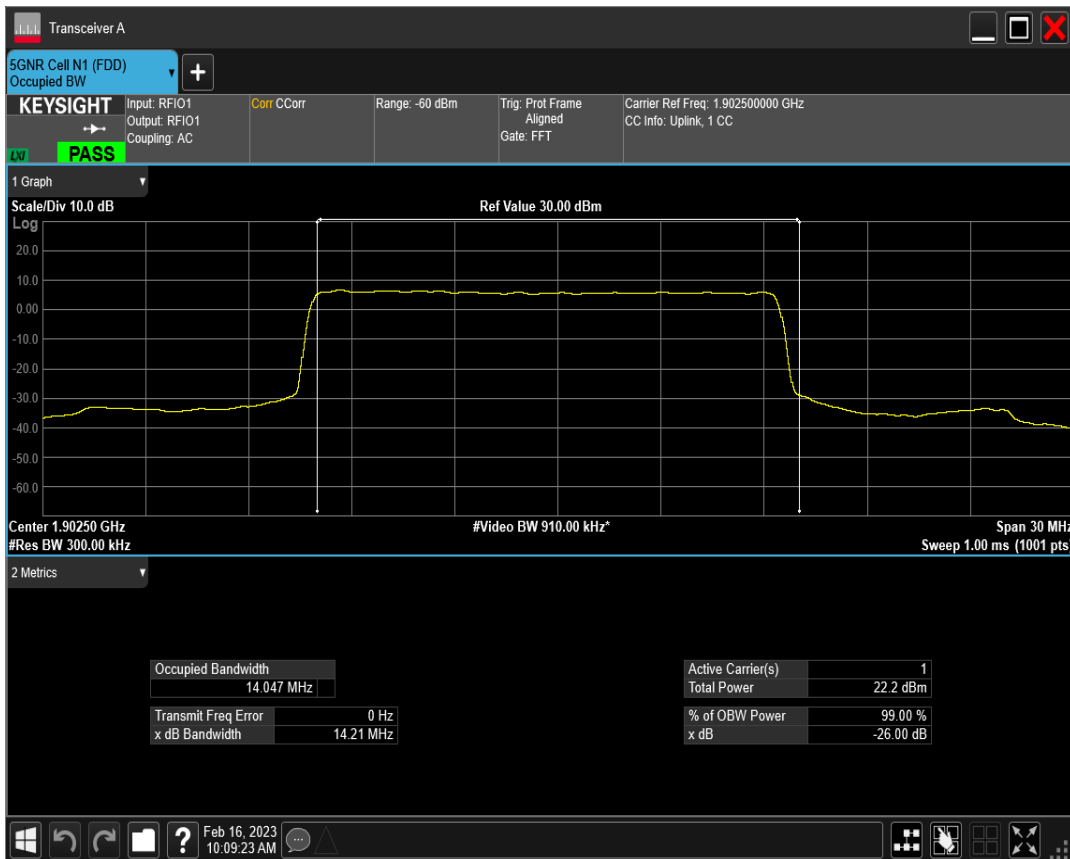 Transceiver A
5GNR Cell N1 (FDD)
Occupied BW
KEYSIGHT
LXI
PASS
Input: RFIO1
Output: RFIO1
Coupling: AC
Corr CCorr
Range: -60 dBm
Trig: Prot Frame
Aligned
Gate: FFT
Carrier Ref Freq: 1.902500000 GHz
CC Info: Uplink, 1 CC
1 Graph
Scale/Div 10.0 dB
Ref Value 30.00 dBm
Log
20.0
10.0
0.00
-10.0
-20.0
-30.0
-40.0
-50.0
-60.0
Center 1.90250 GHz
#Video BW 910.00 kHz*
Span 30 MHz
#Res BW 300.00 kHz
Sweep 1.00 ms (1001 pts)
2 Metrics
Occupied Bandwidth
14.047 MHz
Transmit Freq Error 0 Hz
x dB Bandwidth 14.21 MHz
Active Carrier(s) 1
Total Power 22.2 dBm
% of OBW Power 99.00 %
x dB -26.00 dB
?
Feb 16, 2023
10:09:23 AM